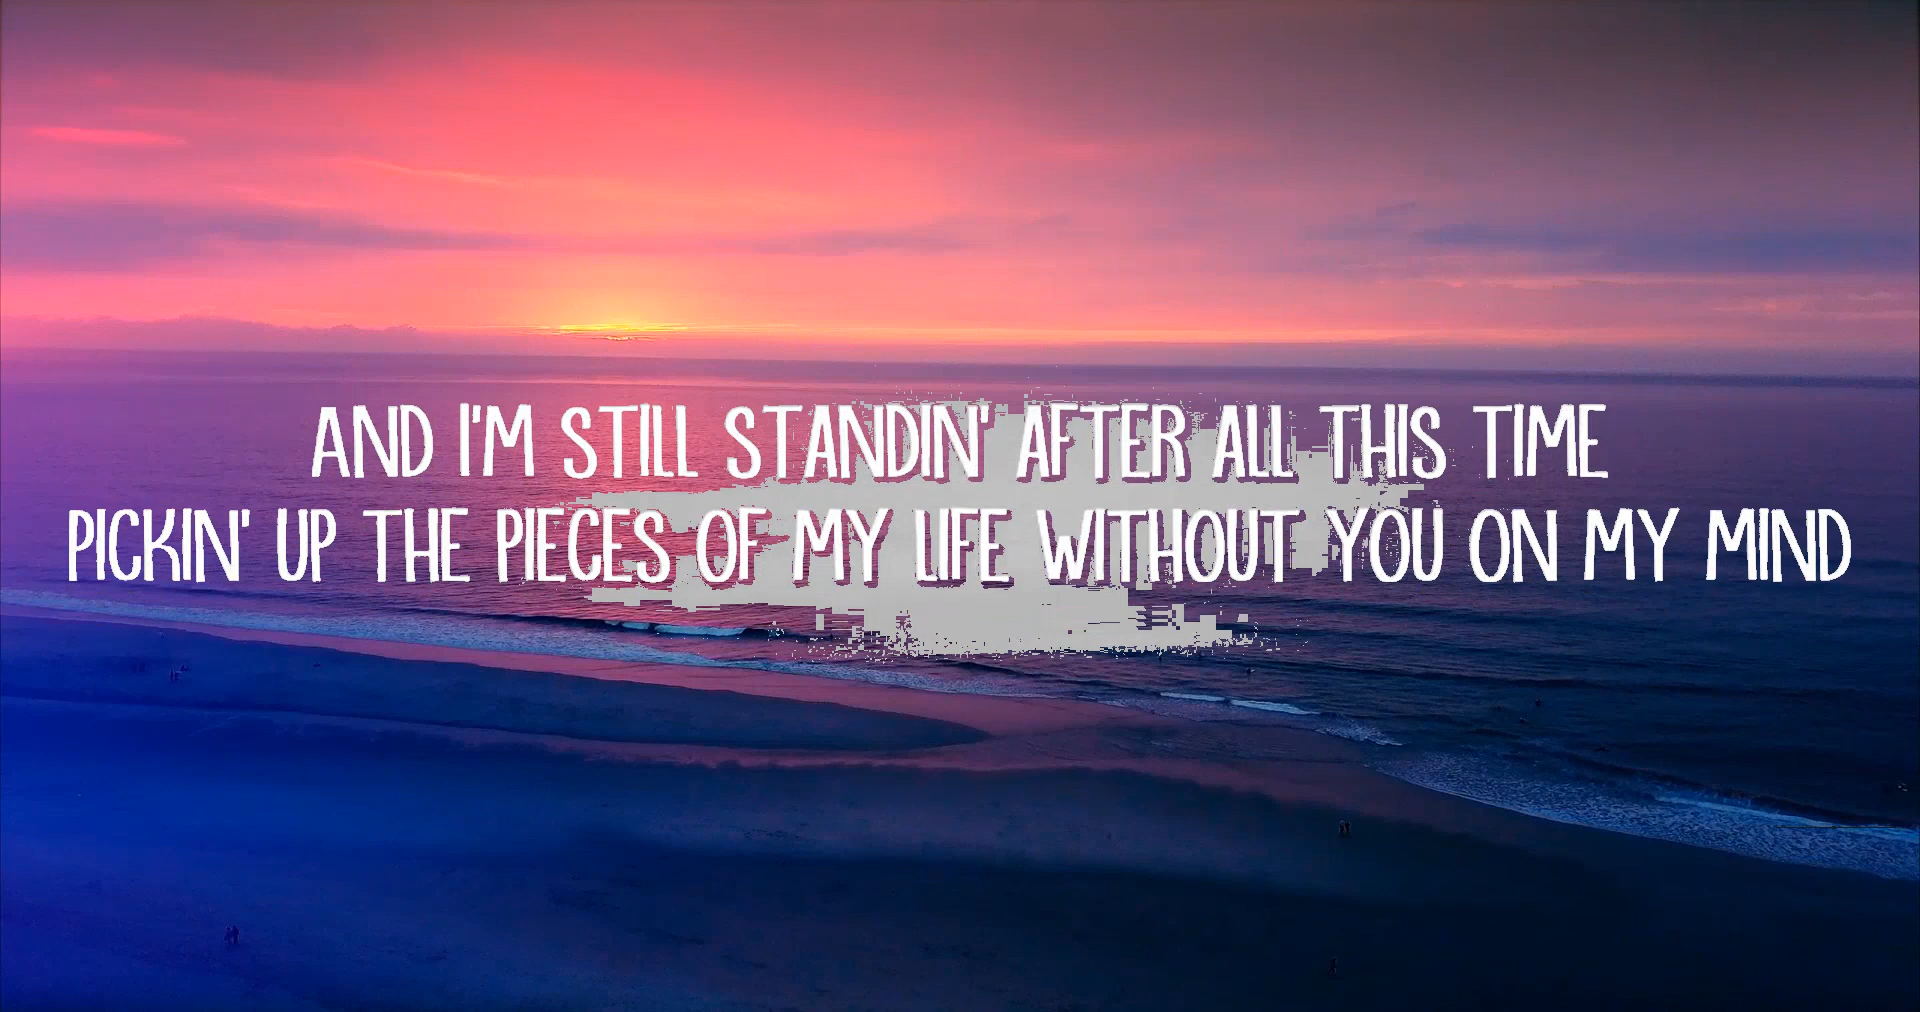 AND I'M STILL STANDIN' AFTER ALL THIS TIME
PICKIN' UP THE PIECES OF MY LIFE WITHOUT YOU ON MY MIND